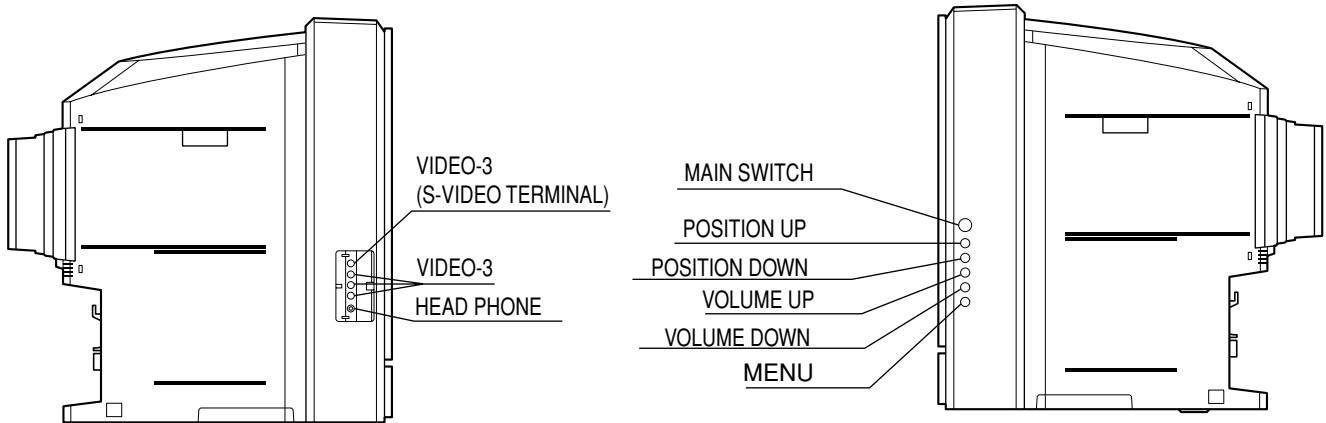 VIDEO-3
(S-VIDEO TERMINAL)
VIDEO-3
HEAD PHONE
MAIN SWITCH
POSITION UP
POSITION DOWN
VOLUME UP
VOLUME DOWN
MENU